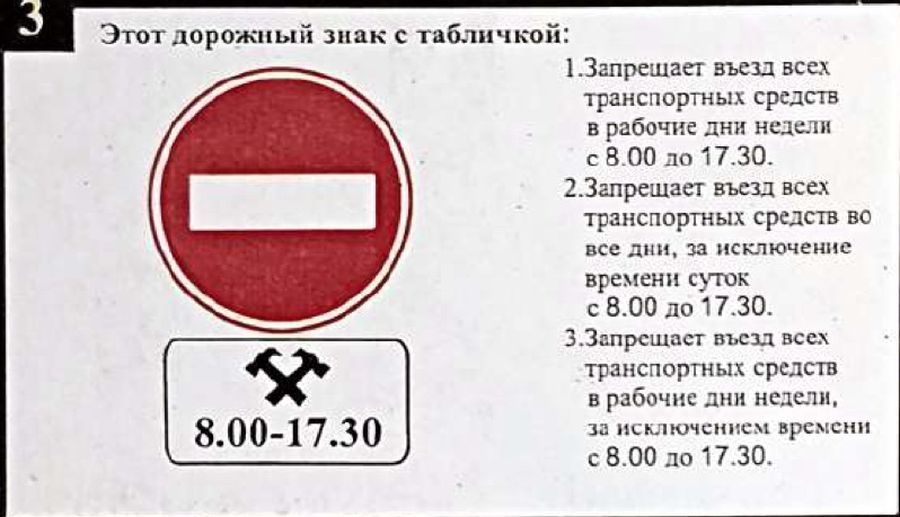 3
Этот дорожный знак с табличкой:
1.Запрещает въезд всех
транспортных средств
в рабочие дни недели
с 8.00 до 17.30.
2.Запрещает въезд всех
транспортных средств во
все дни, за исключение
времени суток
с 8.00 до 17.30.
3.Запрещает въезд всех
транспортных средств
в рабочие дни недели,
за исключением времени
с 8.00 до 17.30.
8.00-17.30